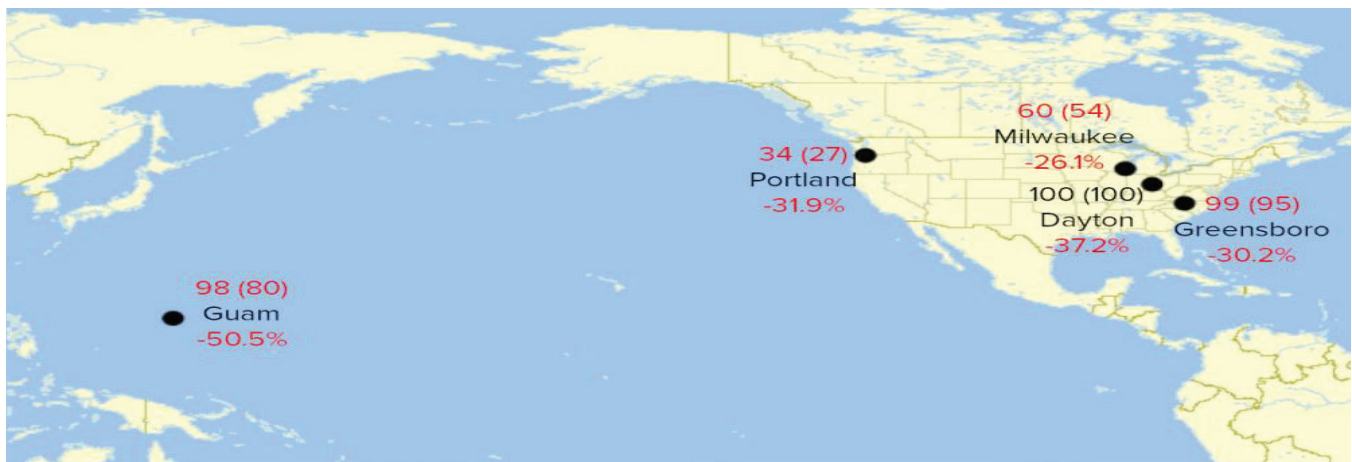 60 (54)
Milwaukee
-26.1%
34 (27)
Portland
-31.9%
100 (100)
Dayton
-37.2%
99 (95)
Greensboro
-30.2%
98 (80)
Guam
-50.5%